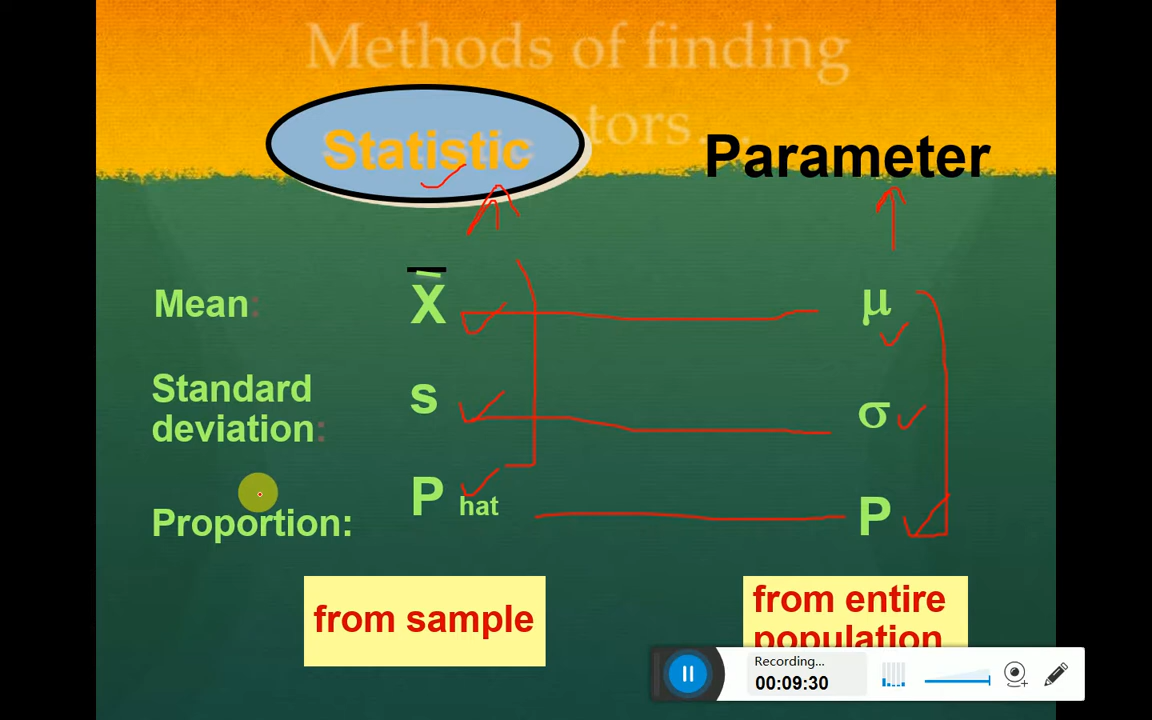 Methods of finding
tors...
Statistic
Parameter
Mean:
X̄
μ
Standard
deviation:
s
σ
Proportion:
P hat
P
from sample
from entire
population
Recording...
00:09:30